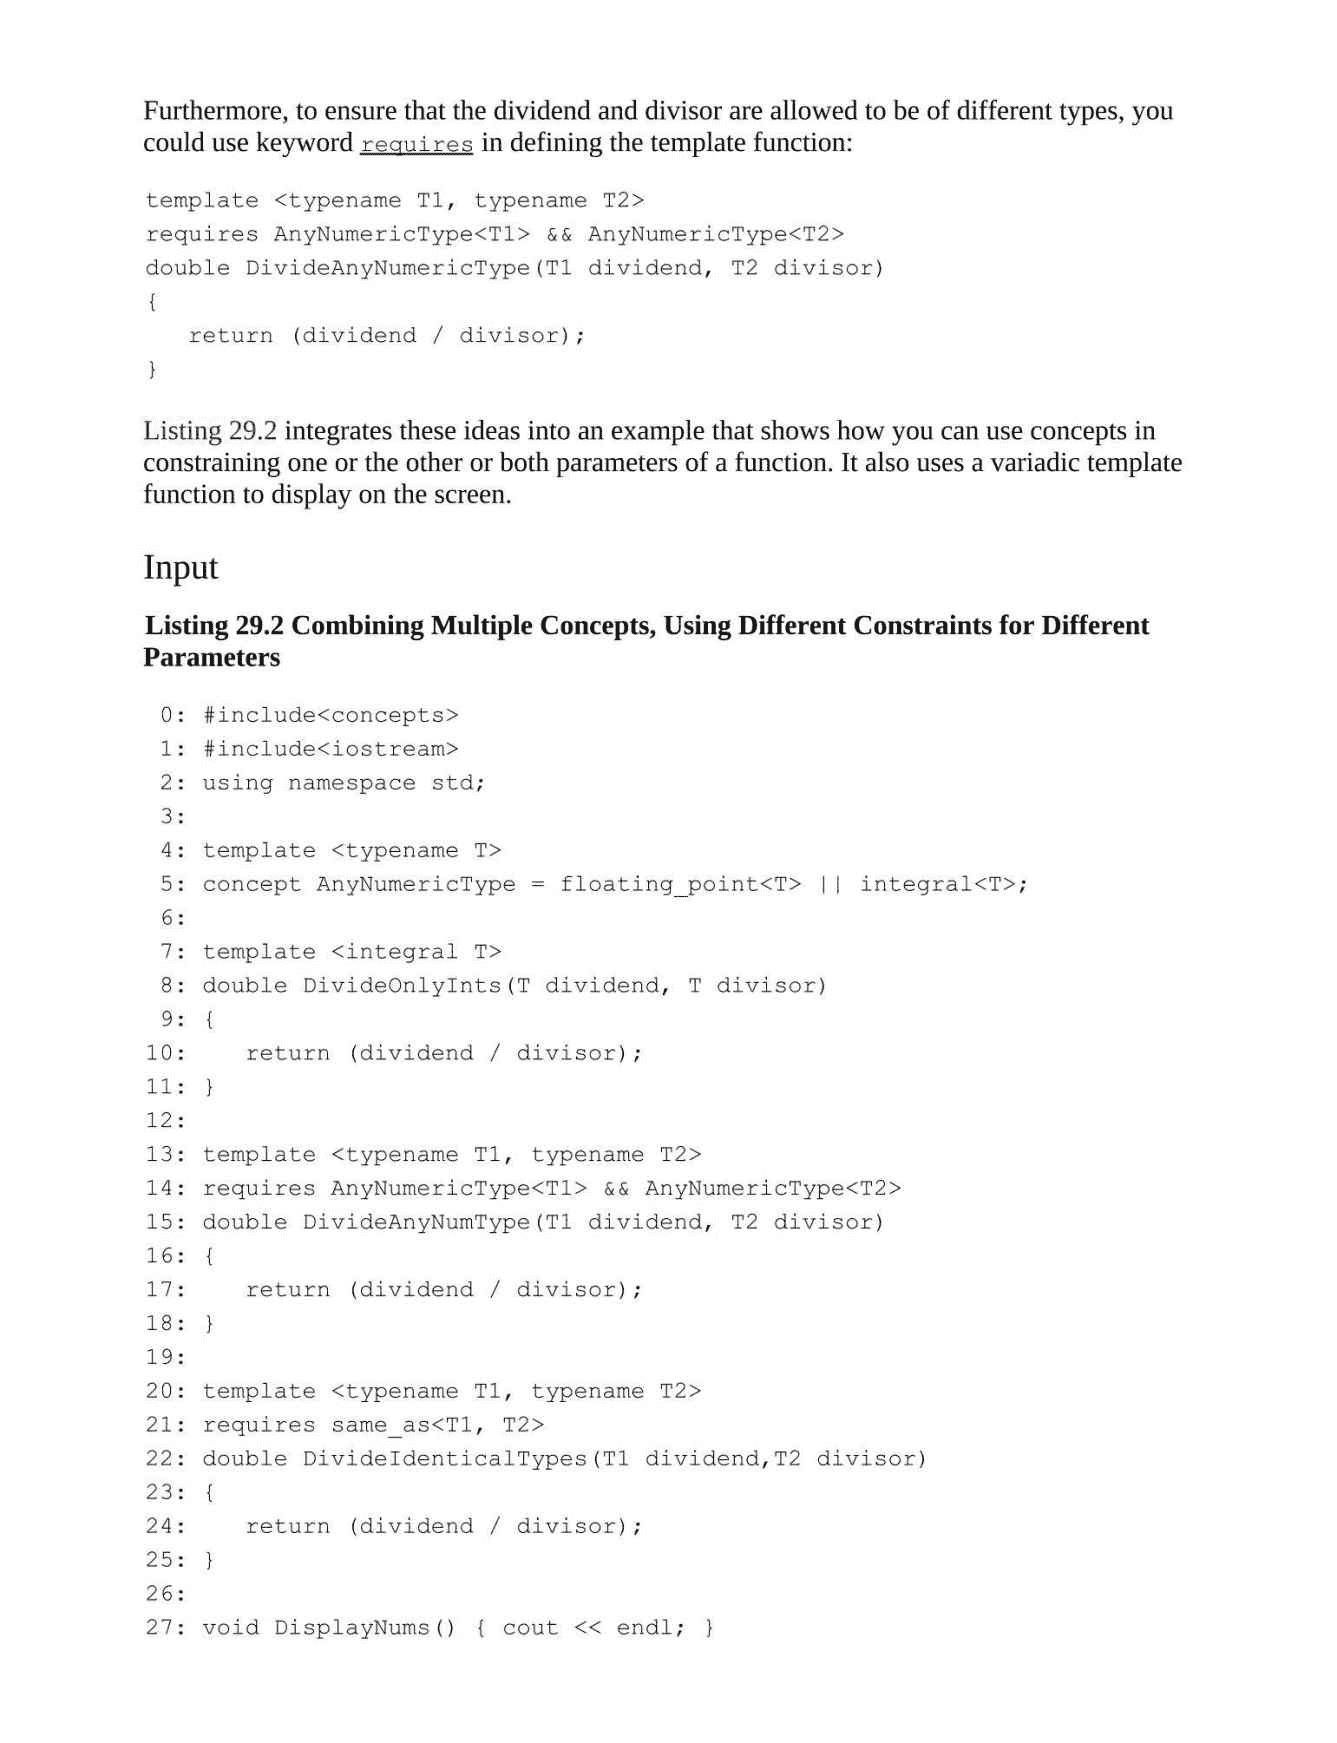 Furthermore, to ensure that the dividend and divisor are allowed to be of different types, you
could use keyword requires in defining the template function:
template <typename T1, typename T2>
requires AnyNumericType<T1> && AnyNumericType<T2>
double DivideAnyNumericType(T1 dividend, T2 divisor)
{
   return (dividend / divisor);
}
Listing 29.2 integrates these ideas into an example that shows how you can use concepts in
constraining one or the other or both parameters of a function. It also uses a variadic template
function to display on the screen.
Input
Listing 29.2 Combining Multiple Concepts, Using Different Constraints for Different
Parameters
 0: #include<concepts>
 1: #include<iostream>
 2: using namespace std;
 3:
 4: template <typename T>
 5: concept AnyNumericType = floating_point<T> || integral<T>;
 6:
 7: template <integral T>
 8: double DivideOnlyInts(T dividend, T divisor)
 9: {
10:    return (dividend / divisor);
11: }
12:
13: template <typename T1, typename T2>
14: requires AnyNumericType<T1> && AnyNumericType<T2>
15: double DivideAnyNumType(T1 dividend, T2 divisor)
16: {
17:    return (dividend / divisor);
18: }
19:
20: template <typename T1, typename T2>
21: requires same_as<T1, T2>
22: double DivideIdenticalTypes(T1 dividend,T2 divisor)
23: {
24:    return (dividend / divisor);
25: }
26:
27: void DisplayNums() { cout << endl; }